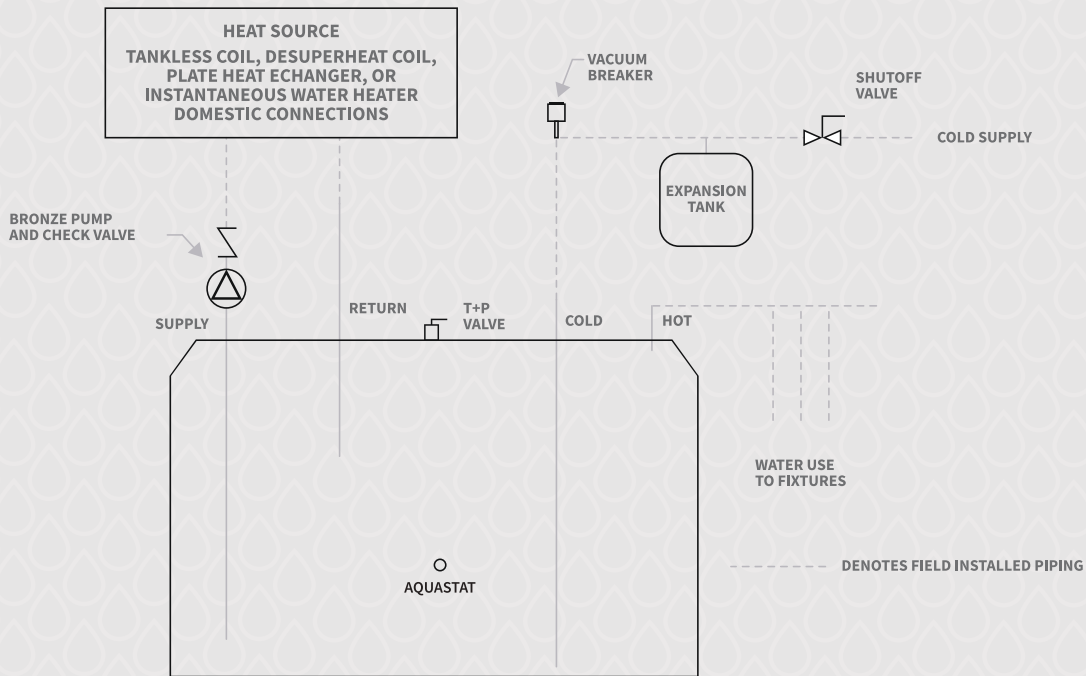 HEAT SOURCE
TANKLESS COIL, DESUPERHEAT COIL,
PLATE HEAT ECHANGER, OR
INSTANTANEOUS WATER HEATER
DOMESTIC CONNECTIONS
VACUUM
BREAKER
SHUTOFF
VALVE
COLD SUPPLY
EXPANSION
TANK
BRONZE PUMP
AND CHECK VALVE
SUPPLY
RETURN
T+P
VALVE
COLD
HOT
WATER USE
TO FIXTURES
AQUASTAT
DENOTES FIELD INSTALLED PIPING